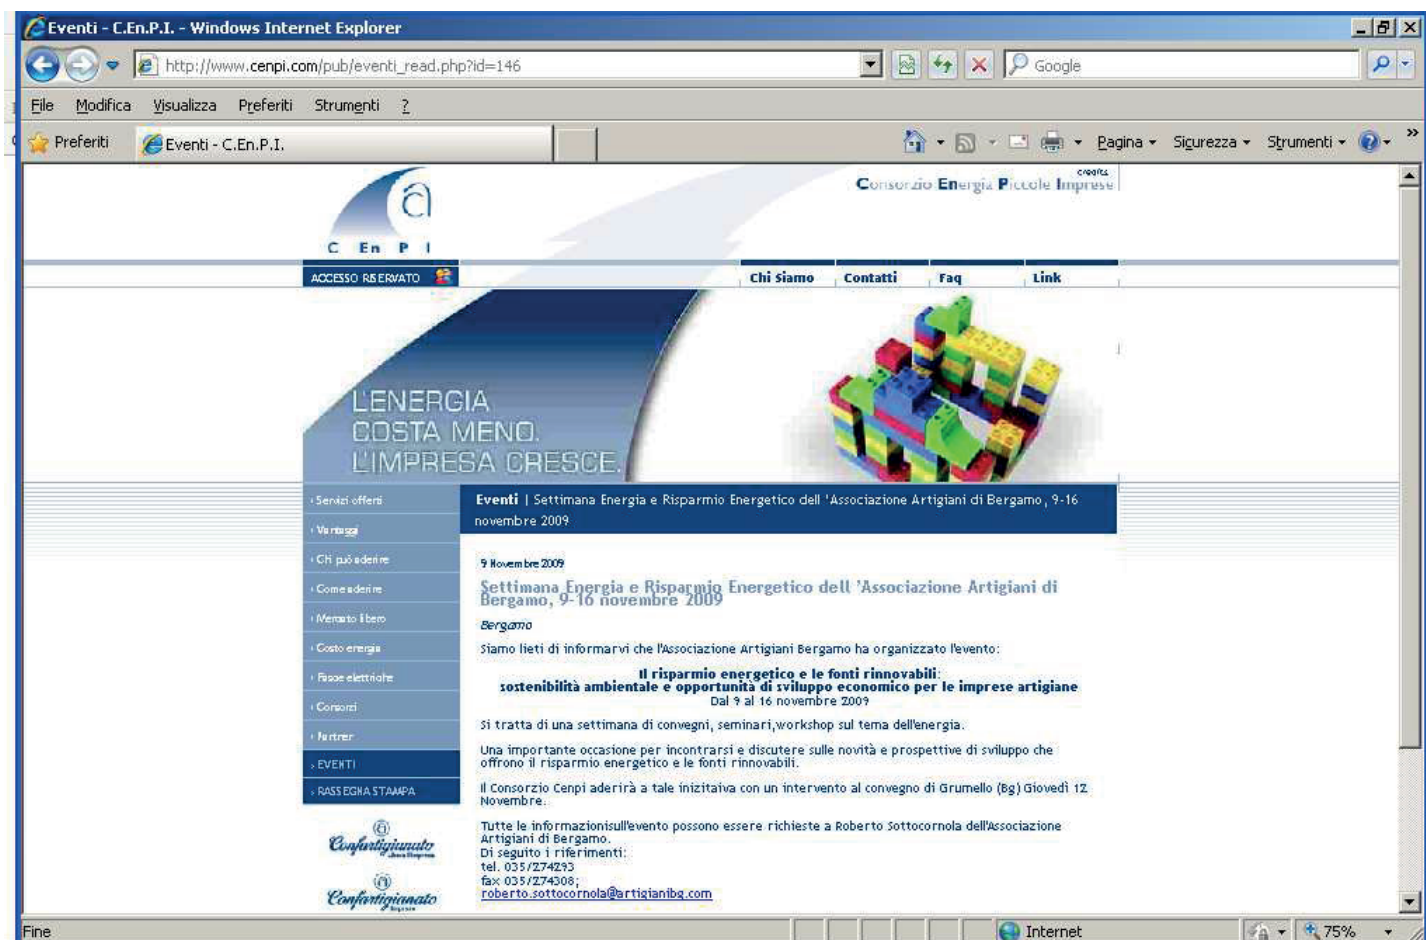 Eventi - C.En.P.I. - Windows Internet Explorer
http://www.cenpi.com/pub/eventi_read.php?id=146
Google
File Modifica Visualizza Preferiti Strumenti ?
Preferiti
Eventi - C.En.P.I.
Pagina Sicurezza Strumenti
credits
Consorzio Energia Piccole Imprese
C En P I
ACCESSO RISERVATO
Chi Siamo Contatti Faq Link
L'ENERGIA
COSTA MENO.
L'IMPRESA CRESCE.
Servizi offerti
Vantaggi
Chi può aderire
Come aderire
Mercato libero
Costo energia
Fasce elettriche
Consorzi
Partner
EVENTI
RASSEGNA STAMPA
Confartigianato
Confartigianato
Imprese
Eventi | Settimana Energia e Risparmio Energetico dell 'Associazione Artigiani di Bergamo, 9-16
novembre 2009
9 Novembre 2009
Settimana Energia e Risparmio Energetico dell 'Associazione Artigiani di
Bergamo, 9-16 novembre 2009
Bergamo
Siamo lieti di informarvi che l'Associazione Artigiani Bergamo ha organizzato l'evento:
Il risparmio energetico e le fonti rinnovabili:
sostenibilità ambientale e opportunità di sviluppo economico per le imprese artigiane
Dal 9 al 16 novembre 2009
Si tratta di una settimana di convegni, seminari,workshop sul tema dell'energia.
Una importante occasione per incontrarsi e discutere sulle novità e prospettive di sviluppo che
offrono il risparmio energetico e le fonti rinnovabili.
Il Consorzio Cenpi aderirà a tale inizitaiva con un intervento al convegno di Grumello (Bg) Giovedì 12
Novembre.
Tutte le informazionisull'evento possono essere richieste a Roberto Sottocornola dell'Associazione
Artigiani di Bergamo.
Di seguito i riferimenti:
tel. 035/274293
fax 035/274308;
roberto.sottocornola@artigianibg.com
Fine
Internet
75%